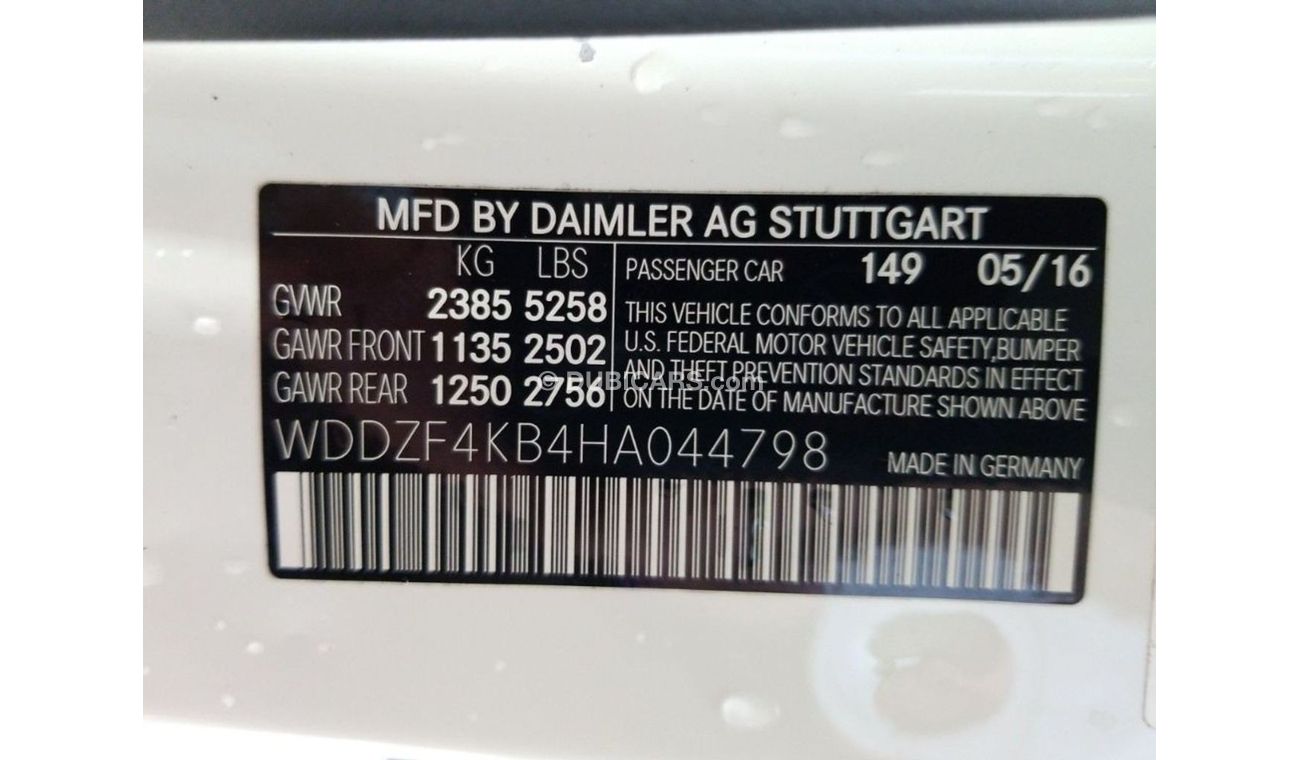 MFD BY DAIMLER AG STUTTGART
KG LBS
GVWR 2385 5258
GAWR FRONT 1135 2502
GAWR REAR 1250 2756
PASSENGER CAR 149 05/16
THIS VEHICLE CONFORMS TO ALL APPLICABLE
U.S. FEDERAL MOTOR VEHICLE SAFETY,BUMPER
AND THEFT PREVENTION STANDARDS IN EFFECT
ON THE DATE OF MANUFACTURE SHOWN ABOVE
© DUBICARS.com
WDDZF4KB4HA044798 MADE IN GERMANY